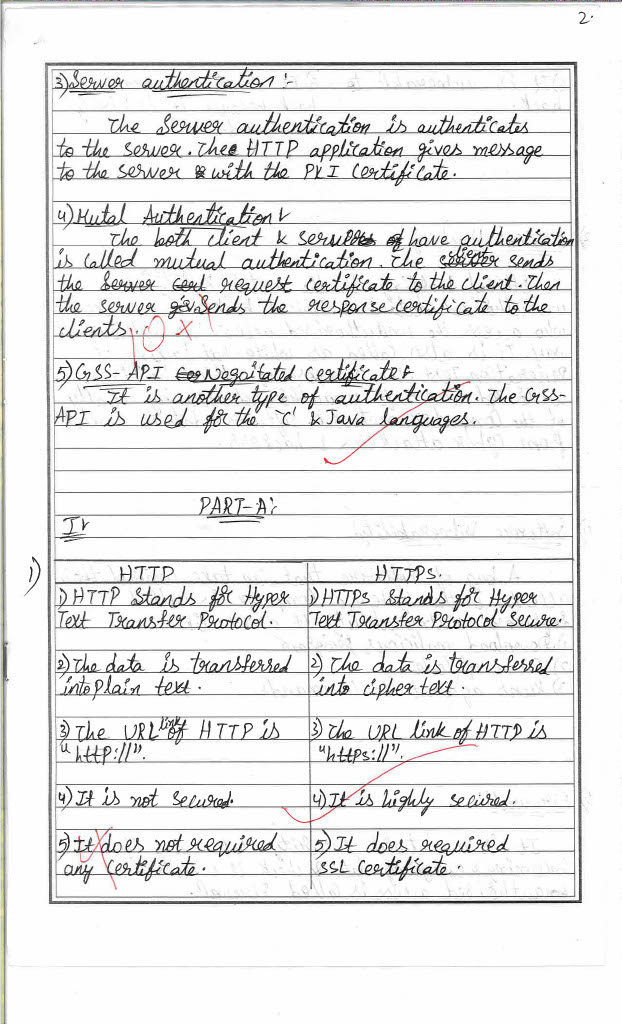 2.
3) Server authentication :-
The Server authentication is authenticates
to the server. The HTTP application gives message
to the server with the PKI certificate.
4) Mutal Authentication
The both client & server have authentication
is called mutual authentication. The client sends
the request certificate to the client. Then
the server sends the response certificate to the
clients.
10 + 1
5) GSS-API Negoitated certificate
It is another type of authentication. The GSS-
API is used for the 'C' & Java languages.
PART-A:
I
1)
HTTP
1) HTTP Stands for Hyper
Text Transfer Protocol.
2) The data is transferred
into plain text.
3) The URL link of HTTP is
"http://".
4) It is not secured.
5) It does not required
any certificate.
HTTPs.
1) HTTPs Stands for Hyper
Text Transfer Protocol Secure.
2) The data is transferred
into cipher text.
3) The URL link of HTTP is
"https://".
4) It is highly secured.
5) It does required
SSL certificate.
4